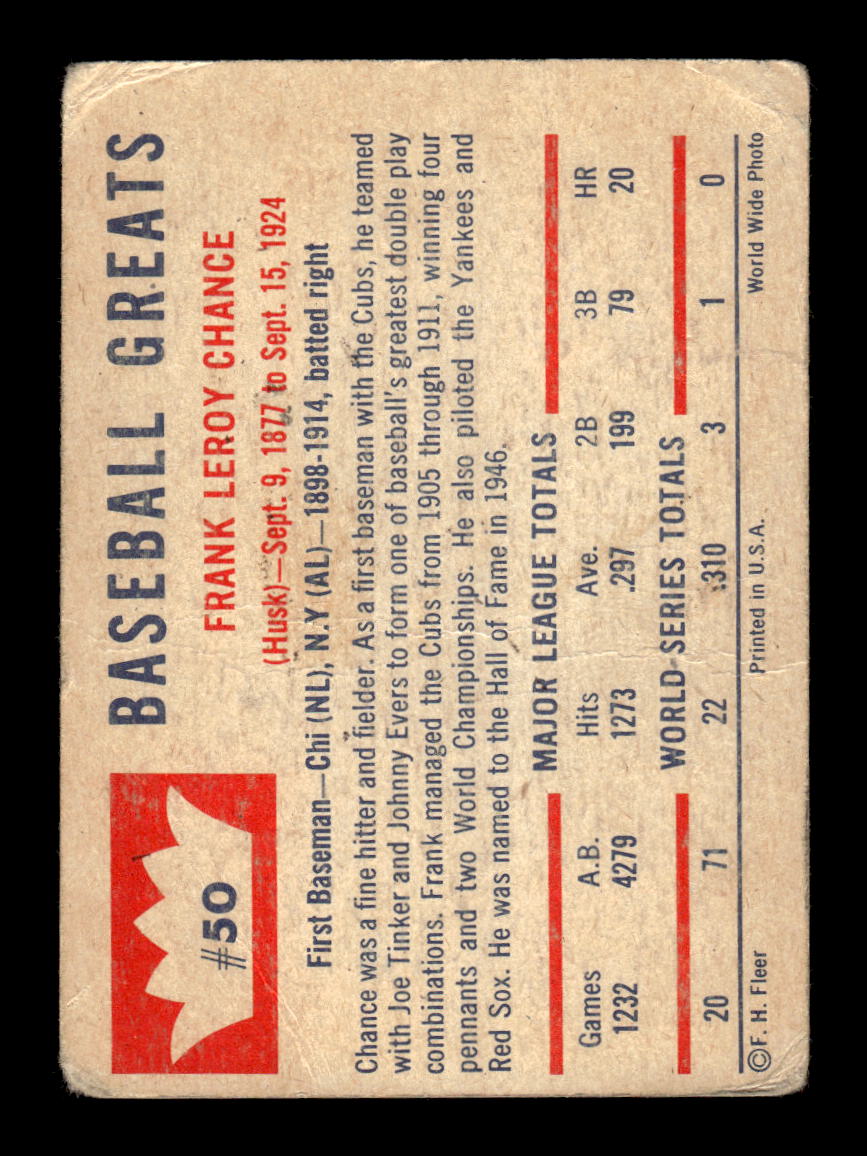 #50
BASEBALL GREATS
FRANK LEROY CHANCE
(Husk)—Sept. 9, 1877 to Sept. 15, 1924
First Baseman—Chi (NL), N.Y (AL)—1898-1914, batted right
Chance was a fine hitter and fielder. As a first baseman with the Cubs, he teamed
with Joe Tinker and Johnny Evers to form one of baseball's greatest double play
combinations. Frank managed the Cubs from 1905 through 1911, winning four
pennants and two World Championships. He also piloted the Yankees and
Red Sox. He was named to the Hall of Fame in 1946.
MAJOR LEAGUE TOTALS
Games A.B. Hits Ave. 2B 3B HR
1232 4279 1273 .297 199 79 20
WORLD SERIES TOTALS
20 71 22 .310 3 1 0
©F. H. Fleer Printed in U.S.A. World Wide Photo